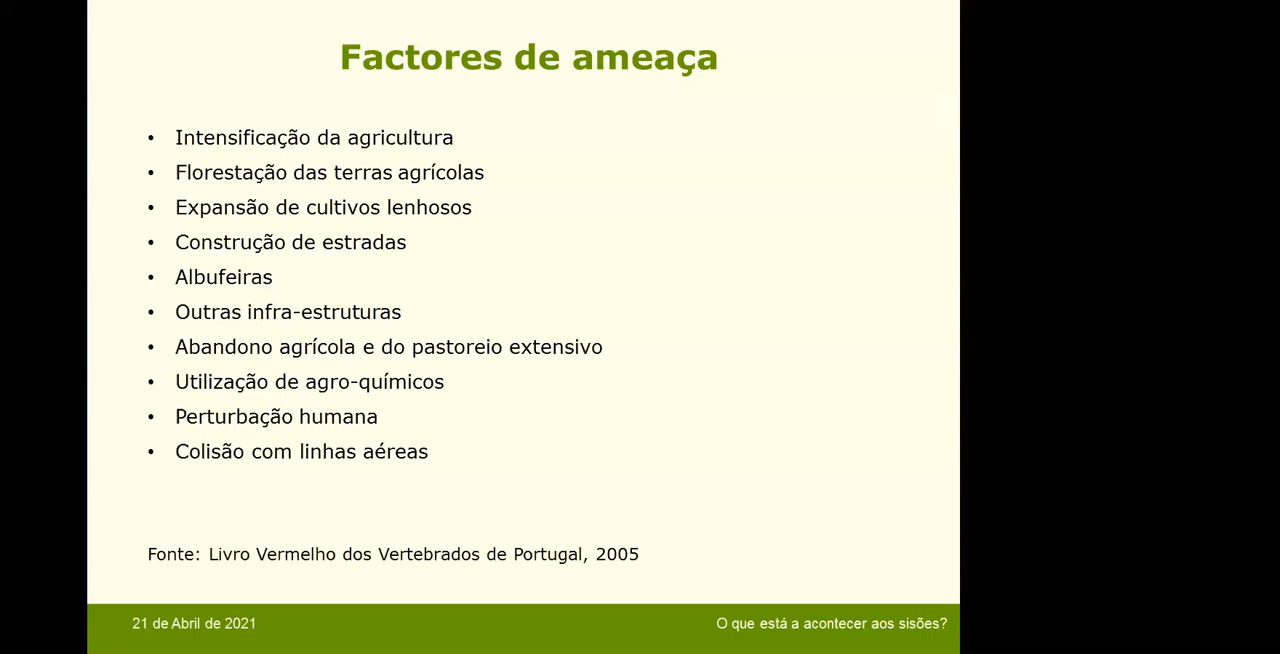 Factores de ameaça
• Intensificação da agricultura
• Florestação das terras agrícolas
• Expansão de cultivos lenhosos
• Construção de estradas
• Albufeiras
• Outras infra-estruturas
• Abandono agrícola e do pastoreio extensivo
• Utilização de agro-químicos
• Perturbação humana
• Colisão com linhas aéreas
Fonte: Livro Vermelho dos Vertebrados de Portugal, 2005
21 de Abril de 2021
O que está a acontecer aos sisões?